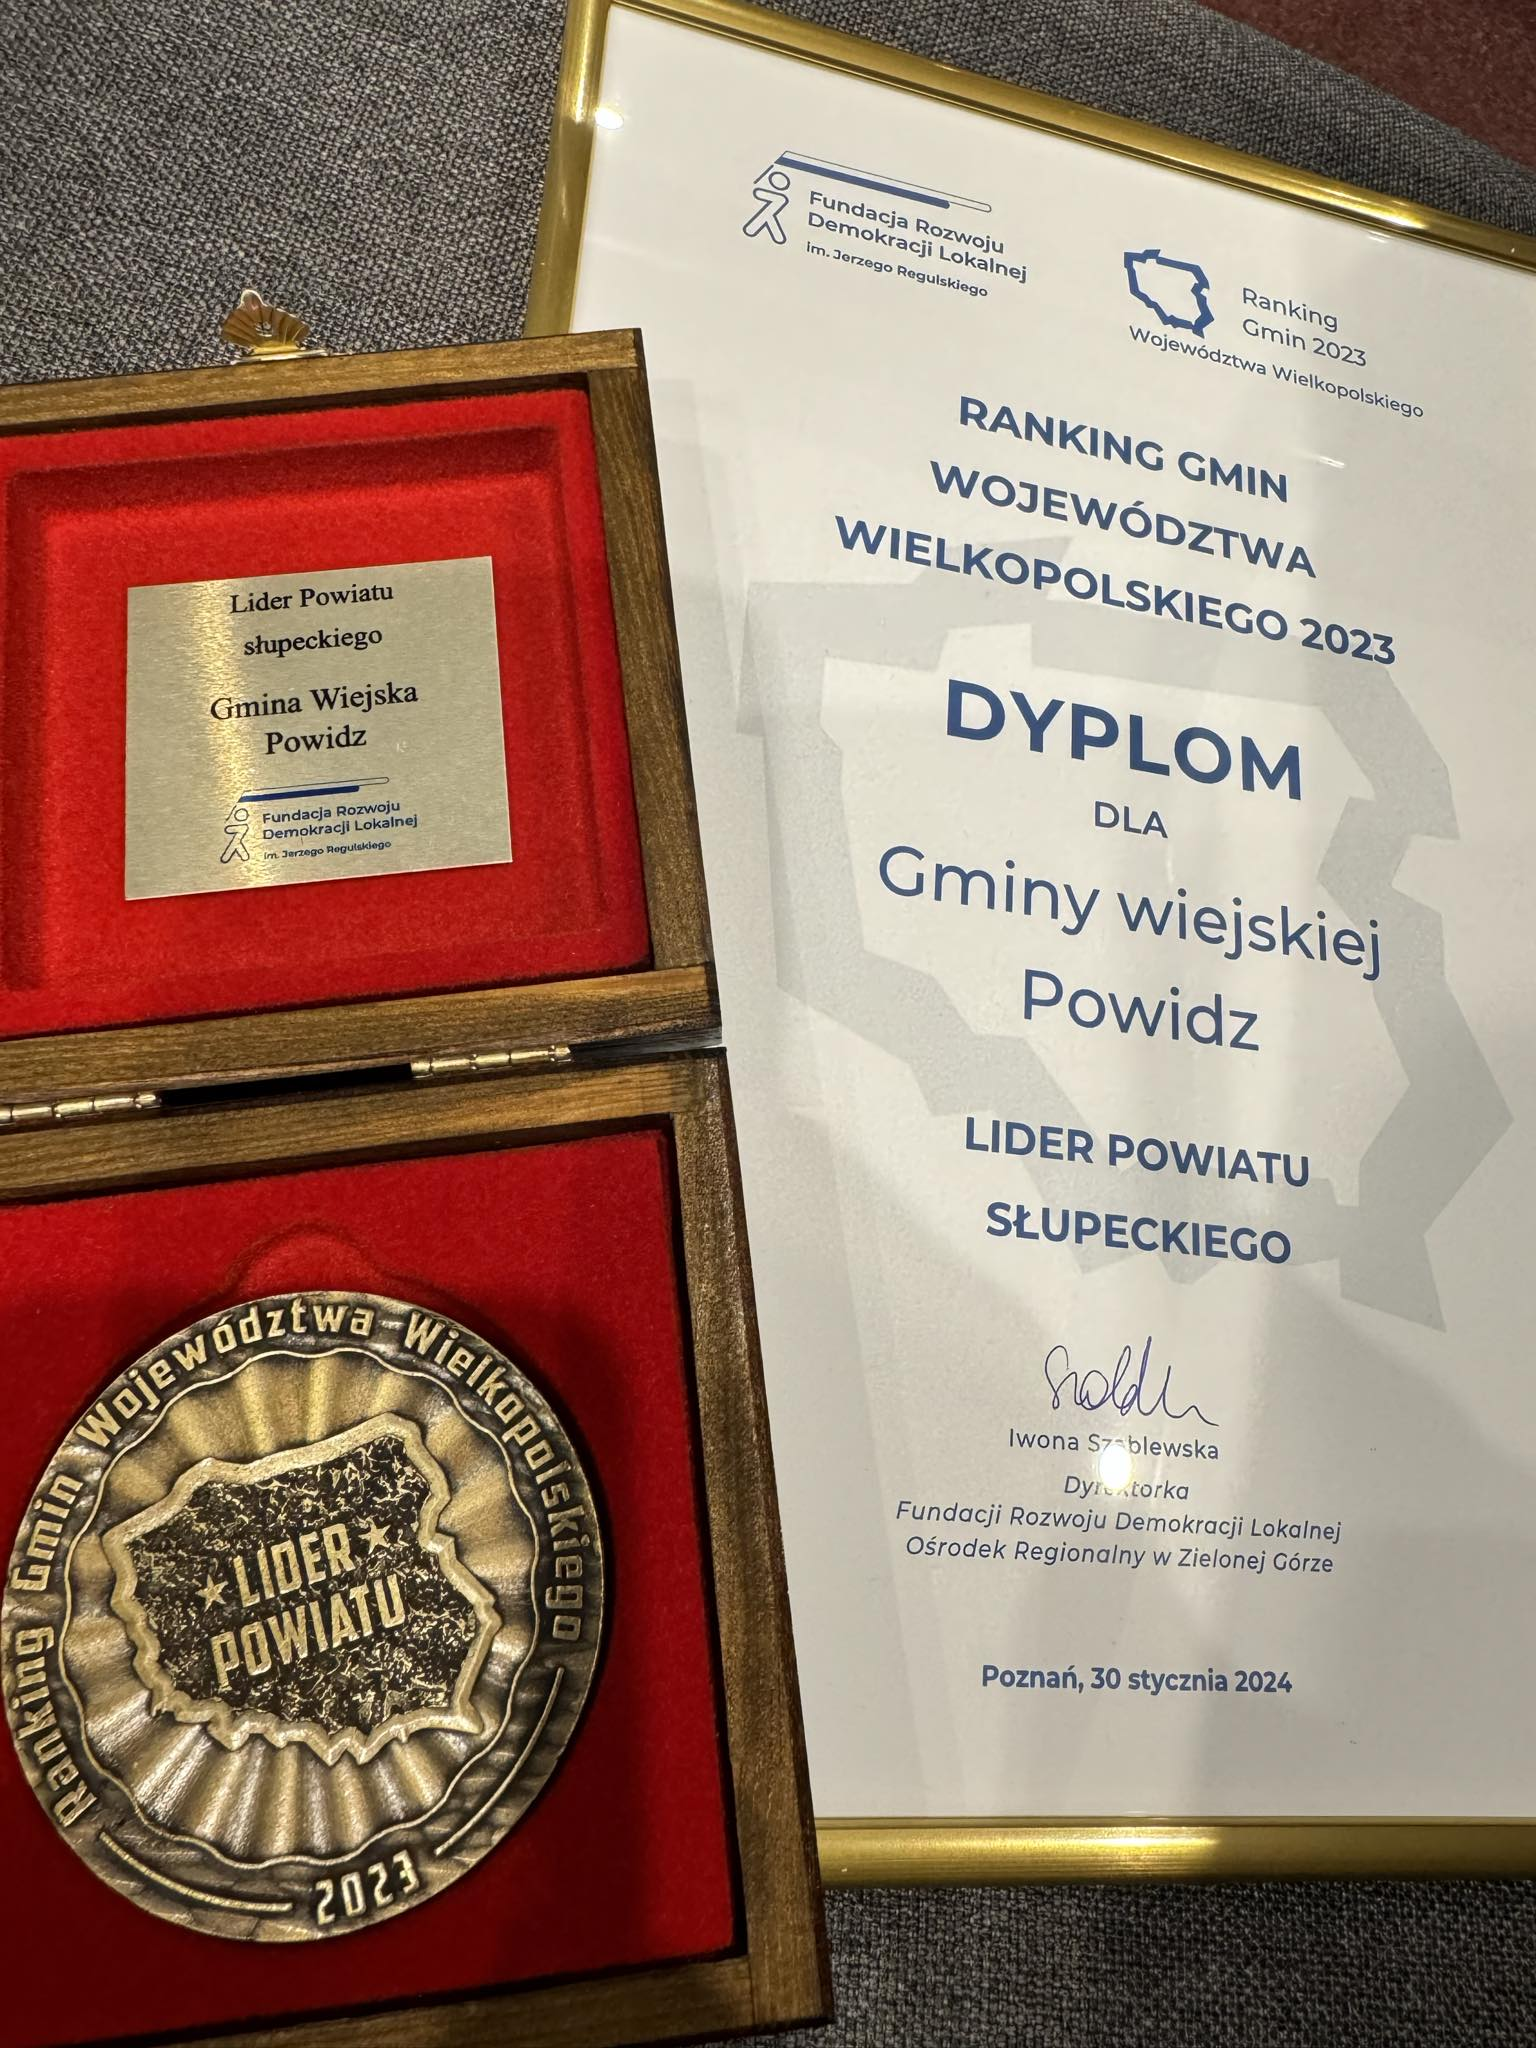 Fundacja Rozwoju
Demokracji Lokalnej
im. Jerzego Regulskiego
Ranking
Gmin 2023
Województwa Wielkopolskiego
RANKING GMIN
WOJEWÓDZTWA
WIELKOPOLSKIEGO 2023
DYPLOM
DLA
Gminy wiejskiej
Powidz
LIDER POWIATU
SŁUPECKIEGO
Iwona Szablewska
Dyrektorka
Fundacji Rozwoju Demokracji Lokalnej
Ośrodek Regionalny w Zielonej Górze
Poznań, 30 stycznia 2024
Lider Powiatu
słupeckiego
Gmina Wiejska
Powidz
Fundacja Rozwoju
Demokracji Lokalnej
im. Jerzego Regulskiego
Ranking Gmin Województwa Wielkopolskiego
LIDER
POWIATU
2023